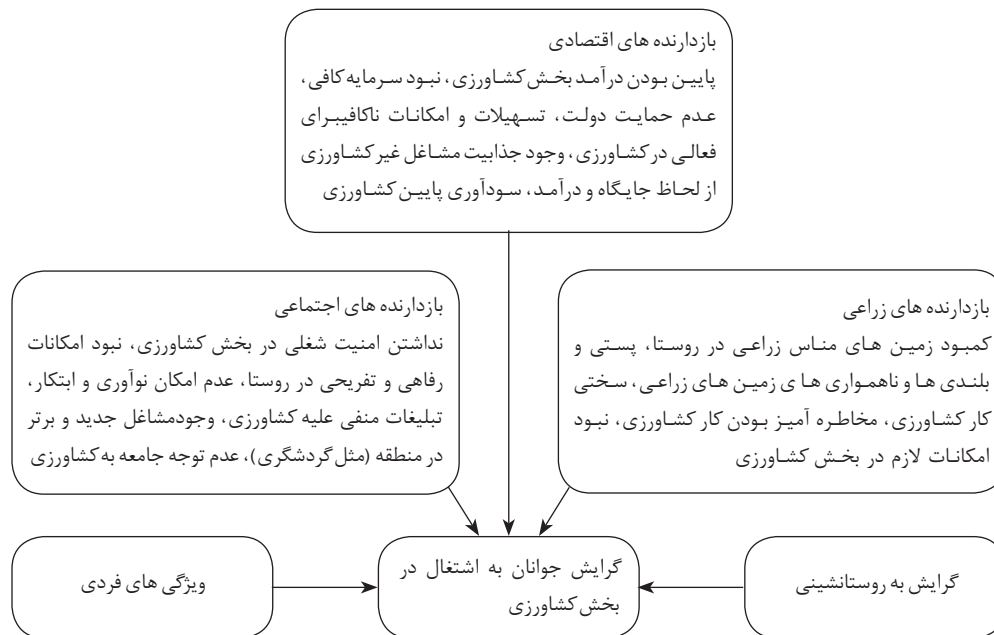 بازدارنده های اقتصادی
پایین بودن درآمد بخش کشاورزی، نبود سرمایه کافی،
عدم حمایت دولت، تسهیلات و امکانات ناکافیبرای
فعالی در کشاورزی، وجود جذابیت مشاغل غیر کشاورزی
از لحاظ جایگاه و درآمد، سودآوری پایین کشاورزی
بازدارنده های زراعی
کمبود زمین های مناس زراعی در روستا، پستی و
بلندی ها و ناهمواری ها ی زمین های زراعی، سختی
کار کشاورزی، مخاطره آمیز بودن کار کشاورزی، نبود
امکانات لازم در بخش کشاورزی
بازدارنده های اجتماعی
نداشتن امنیت شغلی در بخش کشاورزی، نبود امکانات
رفاهی و تفریحی در روستا، عدم امکان نوآوری و ابتکار،
تبلیغات منفی علیه کشاورزی، وجودمشاغل جدید و برتر
در منطقه (مثل گردشگری)، عدم توجه جامعه به کشاورزی
گرایش به روستانشینی
گرایش جوانان به اشتغال در
بخش کشاورزی
ویژگی های فردی